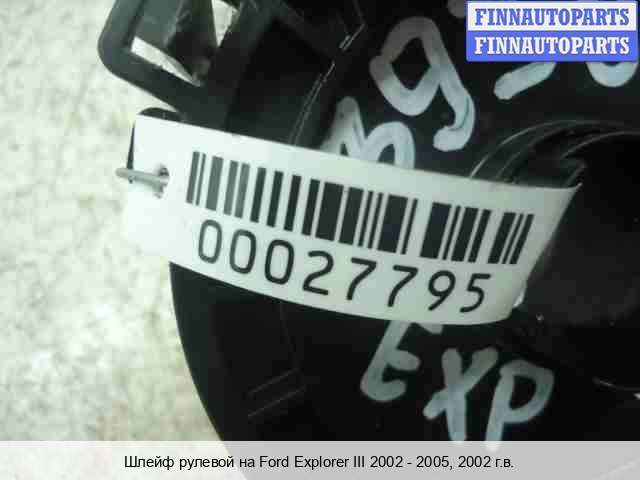 FINNAUTOPARTS
FINNAUTOPARTS
00027795
EXP
Шлейф рулевой на Ford Explorer III 2002 - 2005, 2002 г.в.